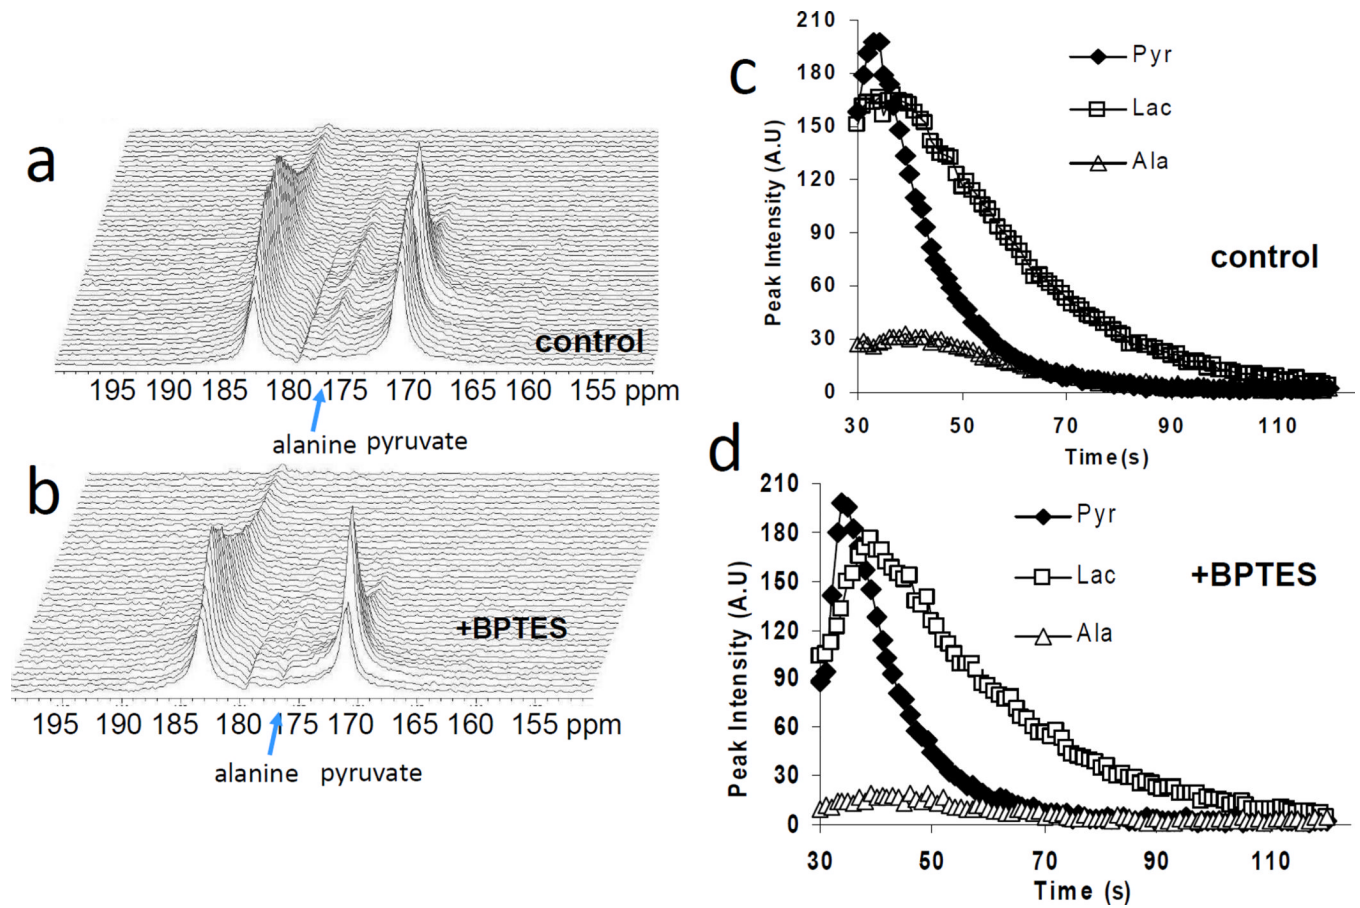 a
control
195 190 185 180 175 170 165 160 155 ppm
alanine pyruvate
b
+BPTES
195 190 185 180 175 170 165 160 155 ppm
alanine pyruvate
c
210
180
150
120
90
60
30
0
Peak Intensity (A.U)
Pyr
Lac
Ala
control
30 50 70 90 110
Time(s)
d
210
180
150
120
90
60
30
0
Peak Intensity (A.U)
Pyr
Lac
Ala
+BPTES
30 50 70 90 110
Time (s)